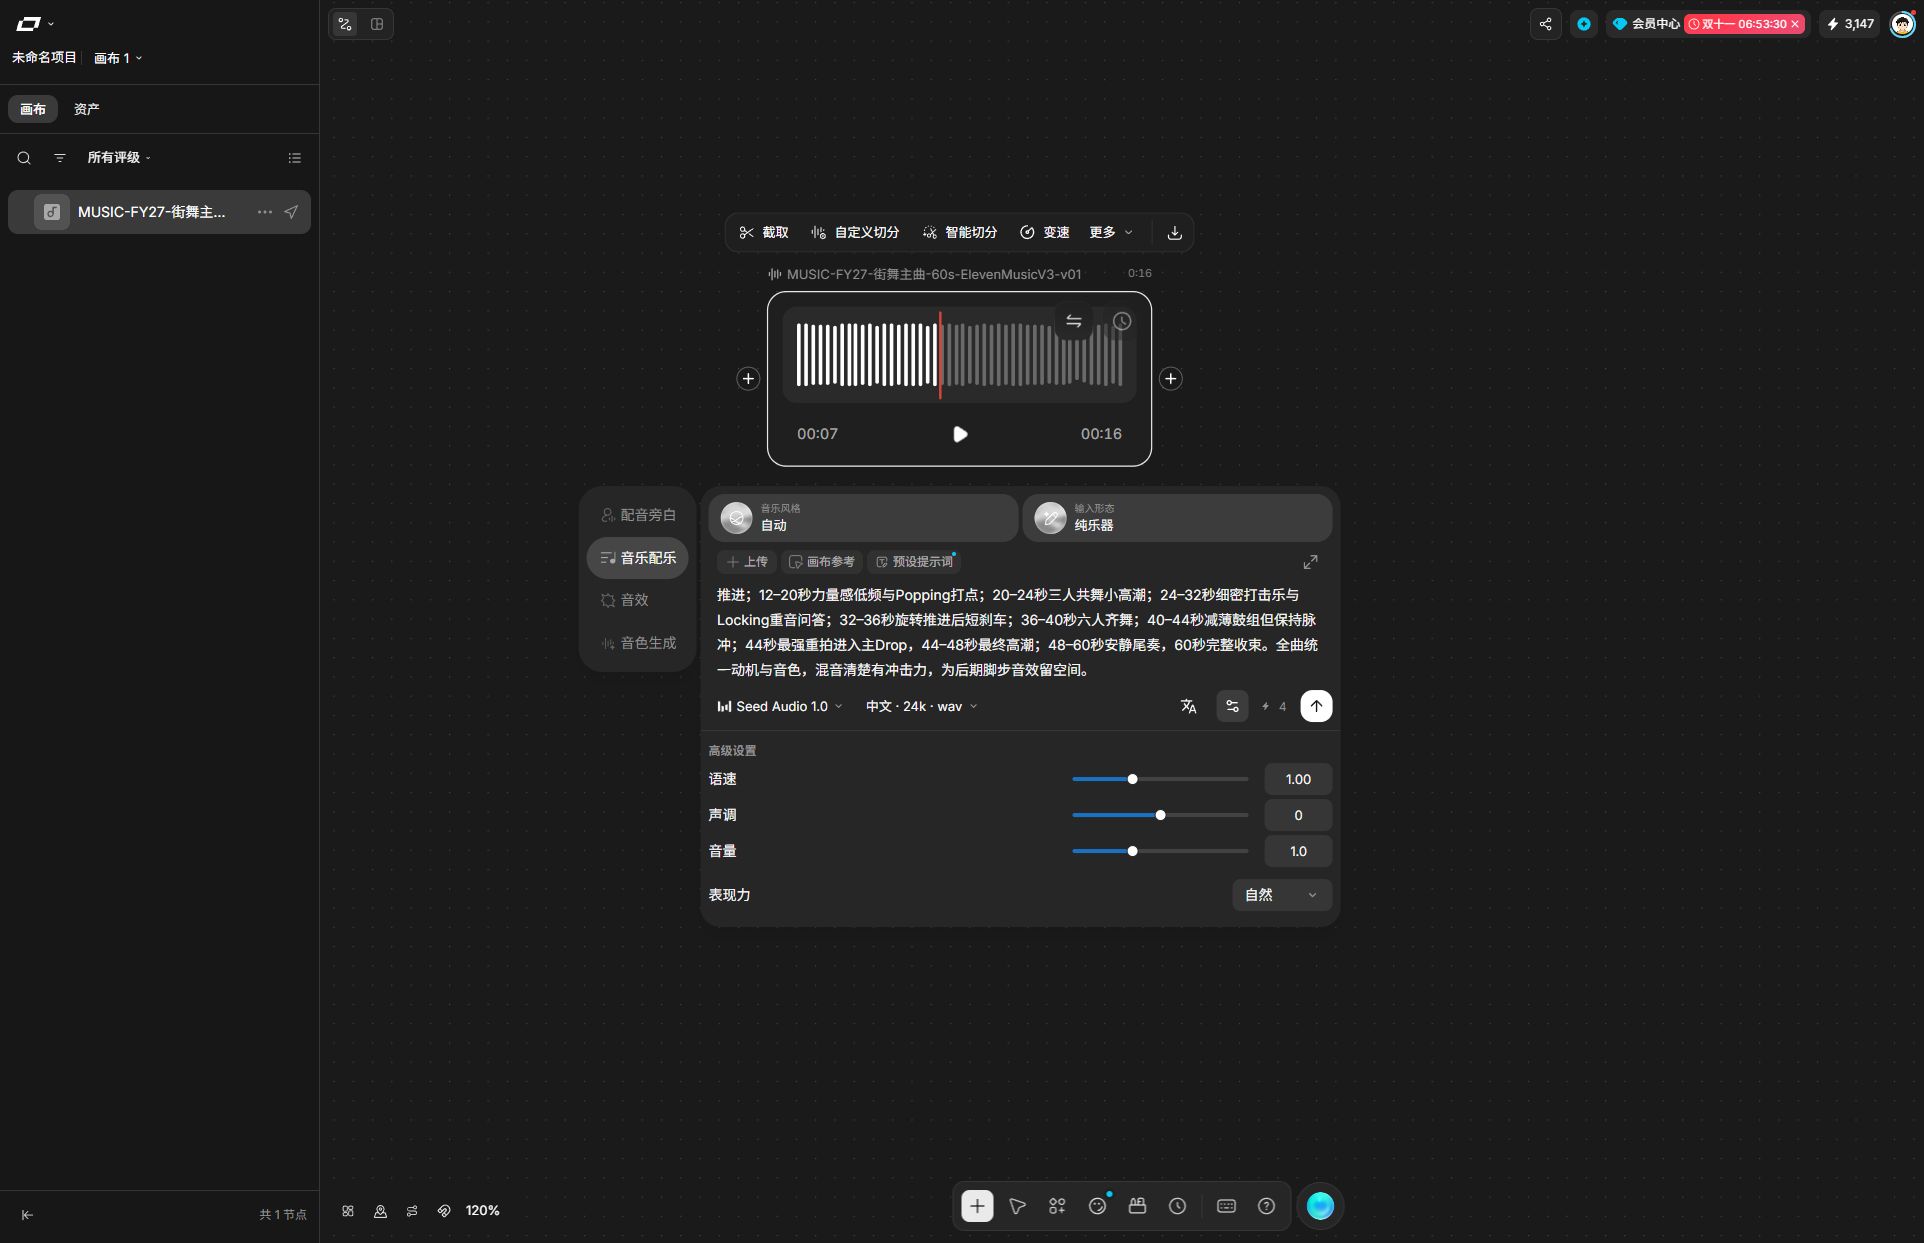 未命名项目 画布 1
会员中心 双十一 06:53:30 3,147
画布 资产
所有评级
MUSIC-FY27-街舞主...
截取 自定义切分 智能切分 变速 更多
MUSIC-FY27-街舞主曲-60s-ElevenMusicV3-v01 0:16
00:07 00:16
配音旁白
音乐配乐
音效
音色生成
音乐风格
自动
输入形态
纯乐器
上传 画布参考 预设提示词
推进；12–20秒力量感低频与Popping打点；20–24秒三人共舞小高潮；24–32秒细密打击乐与
Locking重音问答；32–36秒旋转推进后短刹车；36–40秒六人齐舞；40–44秒减薄鼓组但保持脉
冲；44秒最强重拍进入主Drop，44–48秒最终高潮；48–60秒安静尾奏，60秒完整收束。全曲统
一动机与音色，混音清楚有冲击力，为后期脚步音效留空间。
Seed Audio 1.0 中文 · 24k · wav 4
高级设置
语速 1.00
声调 0
音量 1.0
表现力 自然
共 1 节点
120%